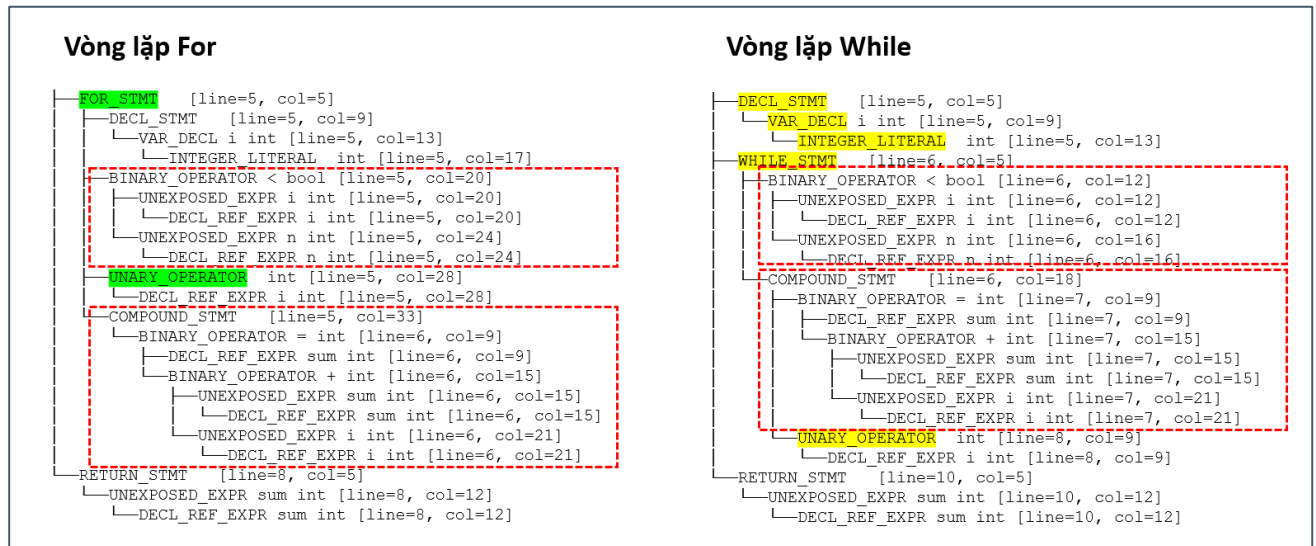 Vòng lặp For
FOR_STMT [line=5, col=5]
DECL_STMT [line=5, col=9]
VAR_DECL i int [line=5, col=13]
INTEGER_LITERAL int [line=5, col=17]
BINARY_OPERATOR < bool [line=5, col=20]
UNEXPOSED_EXPR i int [line=5, col=20]
DECL_REF_EXPR i int [line=5, col=20]
UNEXPOSED_EXPR n int [line=5, col=24]
DECL_REF_EXPR n int [line=5, col=24]
UNARY_OPERATOR int [line=5, col=28]
DECL_REF_EXPR i int [line=5, col=28]
COMPOUND_STMT [line=5, col=33]
BINARY_OPERATOR = int [line=6, col=9]
DECL_REF_EXPR sum int [line=6, col=9]
BINARY_OPERATOR + int [line=6, col=15]
UNEXPOSED_EXPR sum int [line=6, col=15]
DECL_REF_EXPR sum int [line=6, col=15]
UNEXPOSED_EXPR i int [line=6, col=21]
DECL_REF_EXPR i int [line=6, col=21]
RETURN_STMT [line=8, col=5]
UNEXPOSED_EXPR sum int [line=8, col=12]
DECL_REF_EXPR sum int [line=8, col=12]
Vòng lặp While
DECL_STMT [line=5, col=5]
VAR_DECL i int [line=5, col=9]
INTEGER_LITERAL int [line=5, col=13]
WHILE_STMT [line=6, col=5]
BINARY_OPERATOR < bool [line=6, col=12]
UNEXPOSED_EXPR i int [line=6, col=12]
DECL_REF_EXPR i int [line=6, col=12]
UNEXPOSED_EXPR n int [line=6, col=16]
DECL_REF_EXPR n int [line=6, col=16]
COMPOUND_STMT [line=6, col=18]
BINARY_OPERATOR = int [line=7, col=9]
DECL_REF_EXPR sum int [line=7, col=9]
BINARY_OPERATOR + int [line=7, col=15]
UNEXPOSED_EXPR sum int [line=7, col=15]
DECL_REF_EXPR sum int [line=7, col=15]
UNEXPOSED_EXPR i int [line=7, col=21]
DECL_REF_EXPR i int [line=7, col=21]
UNARY_OPERATOR int [line=8, col=9]
DECL_REF_EXPR i int [line=8, col=9]
RETURN_STMT [line=10, col=5]
UNEXPOSED_EXPR sum int [line=10, col=12]
DECL_REF_EXPR sum int [line=10, col=12]